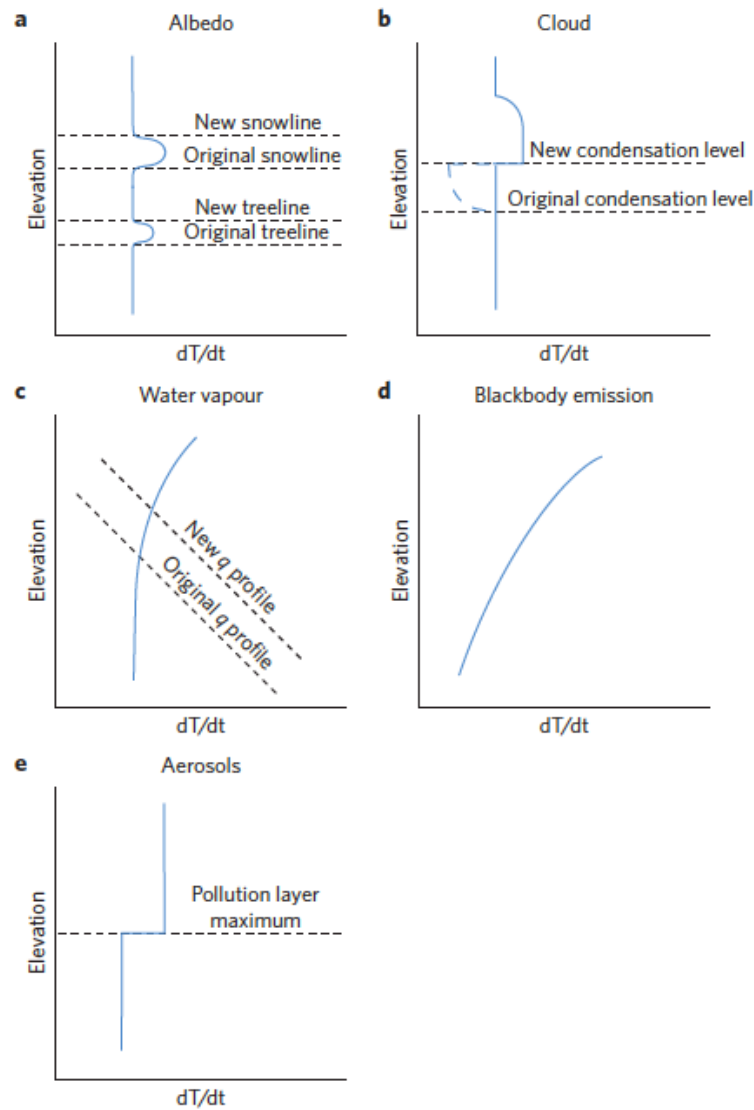 a
Albedo
Elevation
New snowline
Original snowline
New treeline
Original treeline
dT/dt
b
Cloud
Elevation
New condensation level
Original condensation level
dT/dt
c
Water vapour
Elevation
New q profile
Original q profile
dT/dt
d
Blackbody emission
Elevation
dT/dt
e
Aerosols
Elevation
Pollution layer
maximum
dT/dt